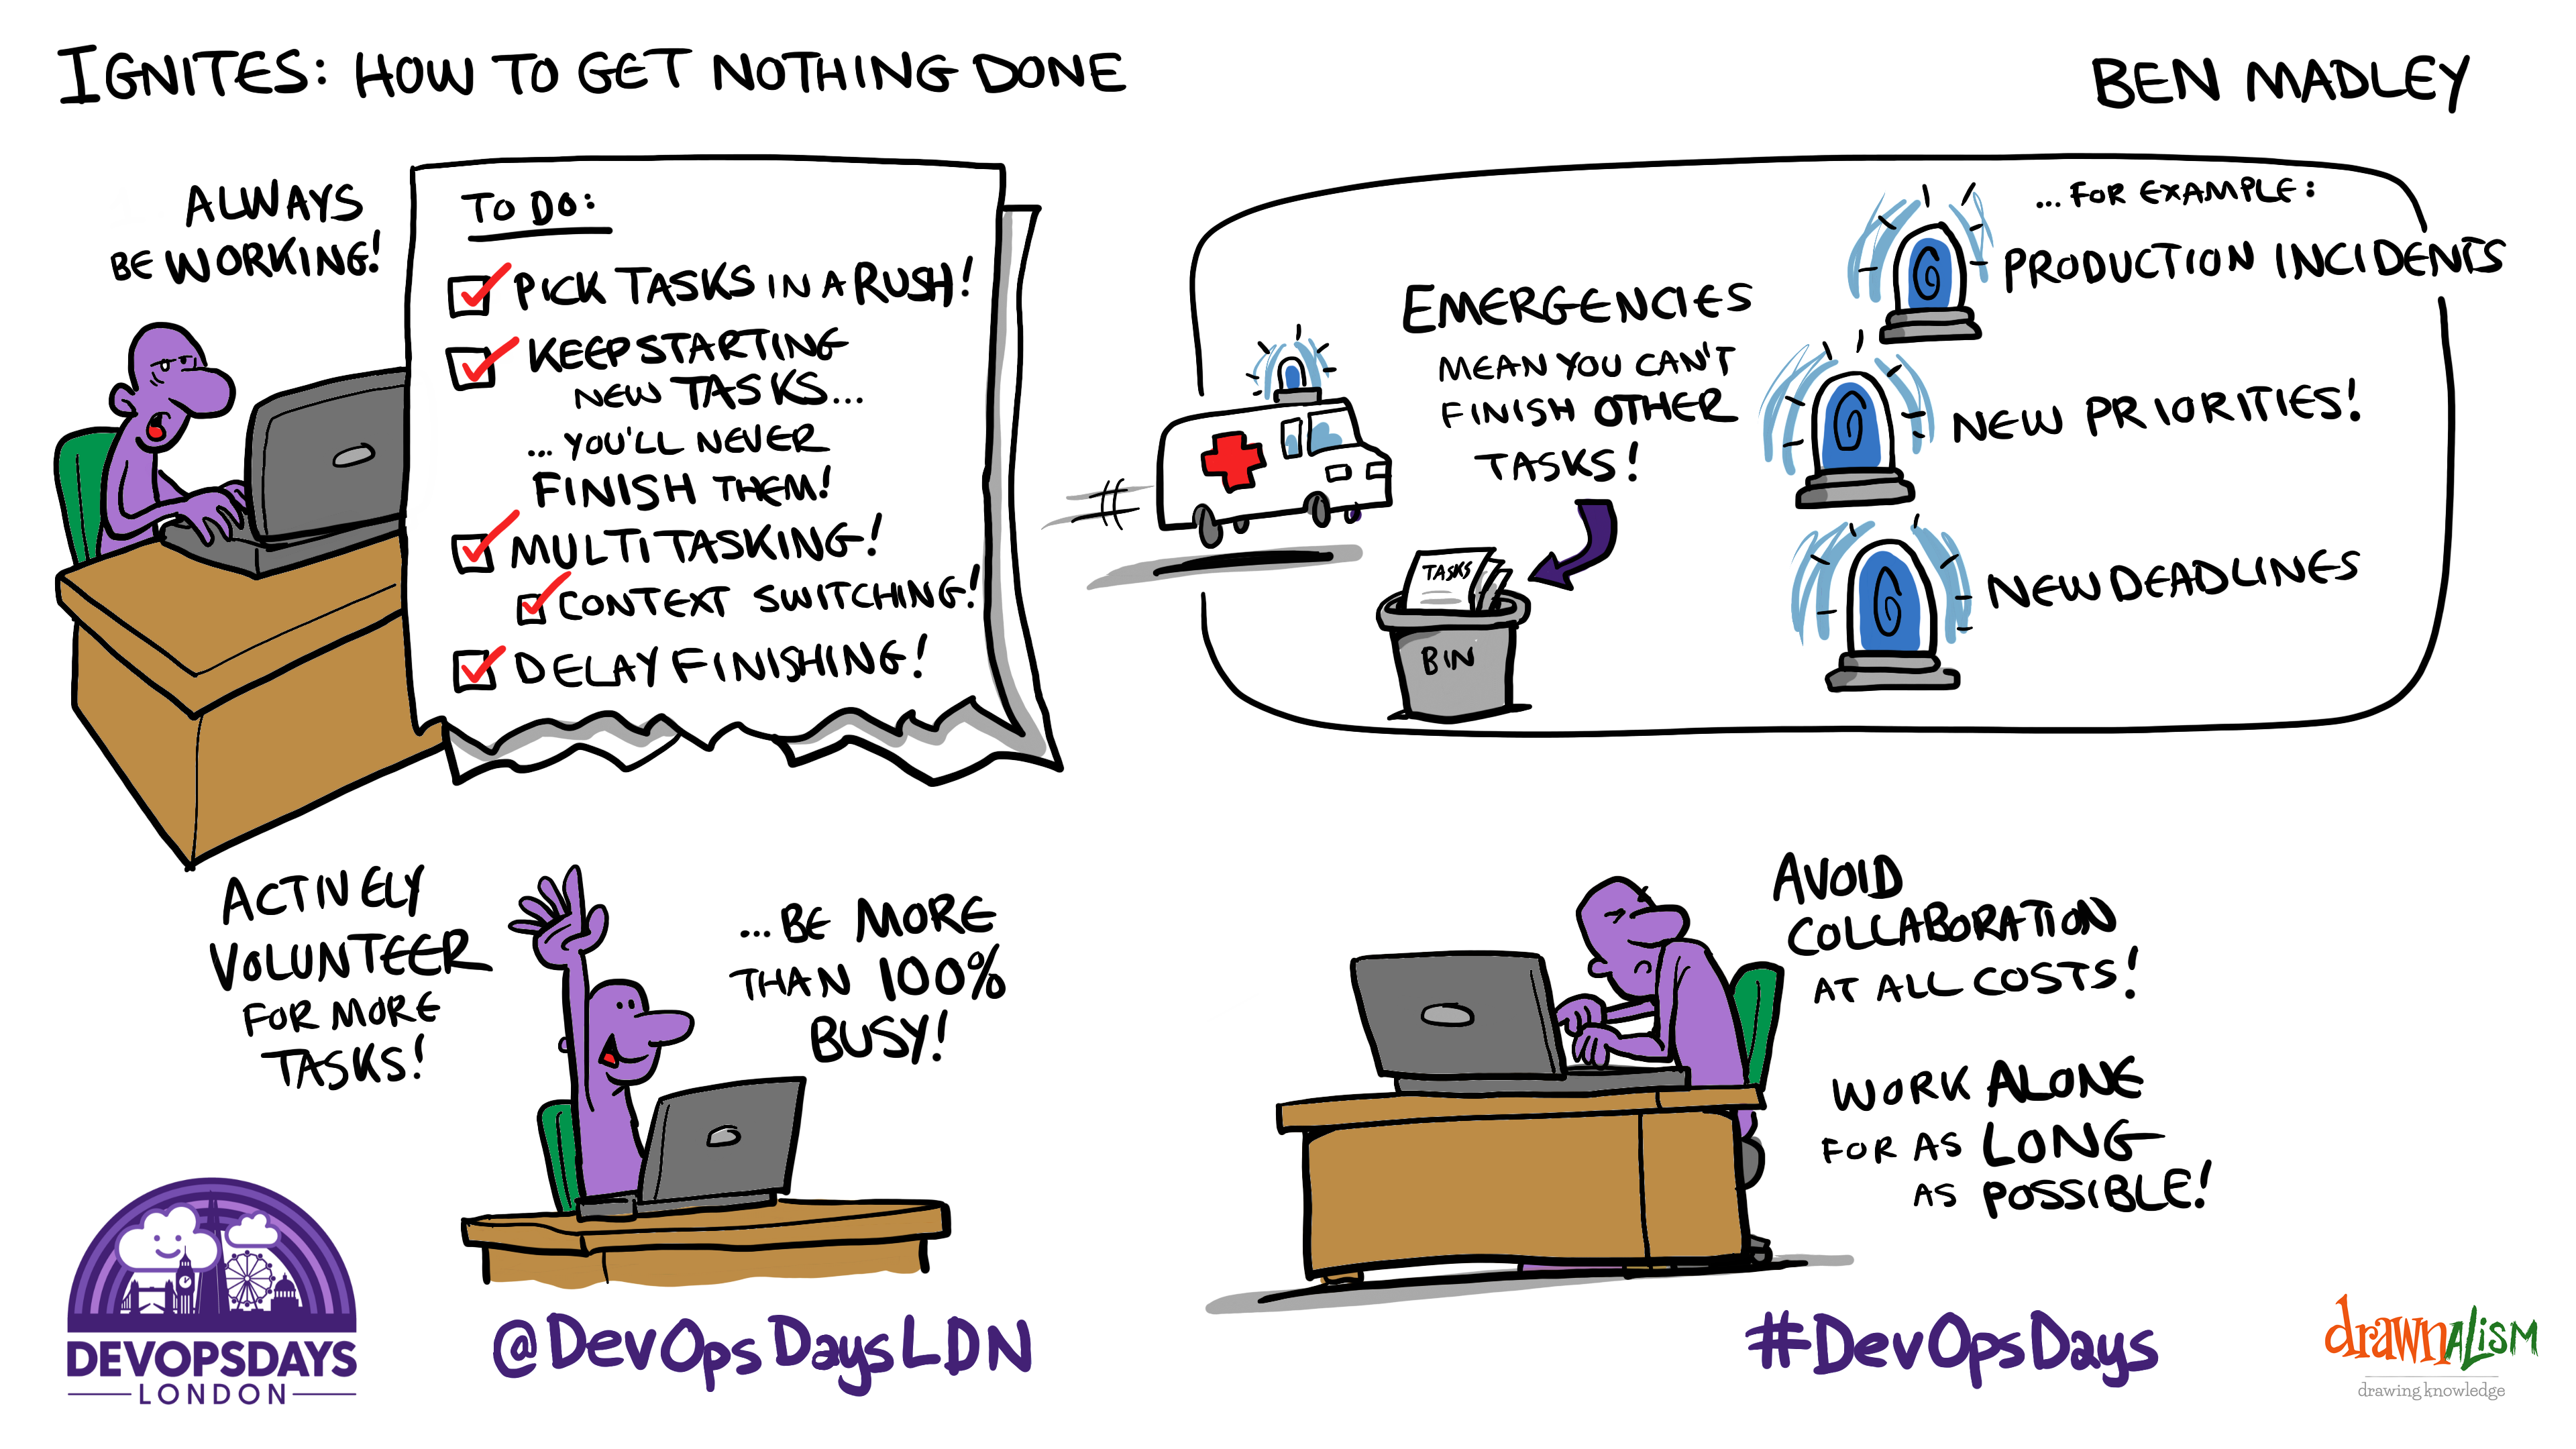 IGNITES: HOW TO GET NOTHING DONE
BEN MADLEY
ALWAYS
BE WORKING!
TO DO:
PICK TASKS IN A RUSH!
KEEP STARTING
NEW TASKS...
... YOU'LL NEVER
FINISH THEM!
MULTITASKING!
CONTEXT SWITCHING!
DELAY FINISHING!
EMERGENCIES
MEAN YOU CAN'T
FINISH OTHER
TASKS!
TASKS
BIN
... FOR EXAMPLE:
PRODUCTION INCIDENTS
NEW PRIORITIES!
NEW DEADLINES
ACTIVELY
VOLUNTEER
FOR MORE
TASKS!
... BE MORE
THAN 100%
BUSY!
AVOID
COLLABORATION
AT ALL COSTS!
WORK ALONE
FOR AS LONG
AS POSSIBLE!
DEVOPSDAYS
LONDON
@DevOpsDaysLDN
#DevOpsDays
drawnALiSM
drawing knowledge